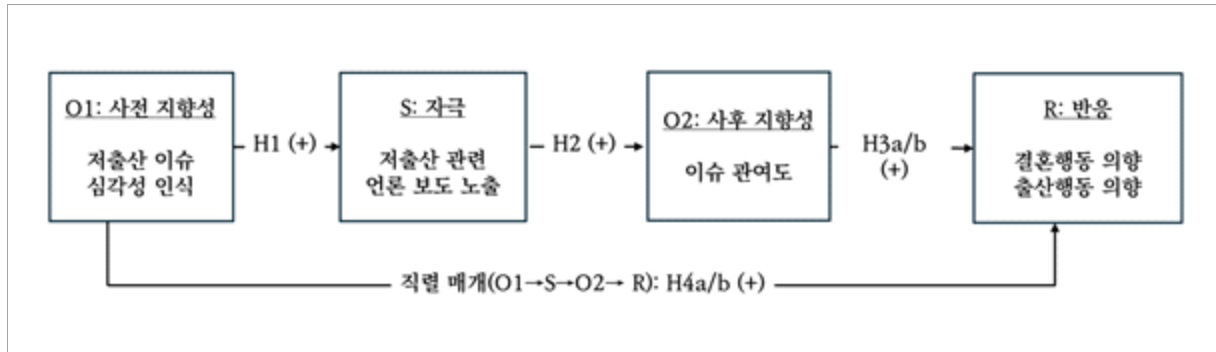 O1: 사전 지향성
저출산 이슈
심각성 인식
H1 (+)
S: 자극
저출산 관련
언론 보도 노출
H2 (+)
O2: 사후 지향성
이슈 관여도
H3a/b
(+)
R: 반응
결혼행동 의향
출산행동 의향
직렬 매개(O1→S→O2→ R): H4a/b (+)